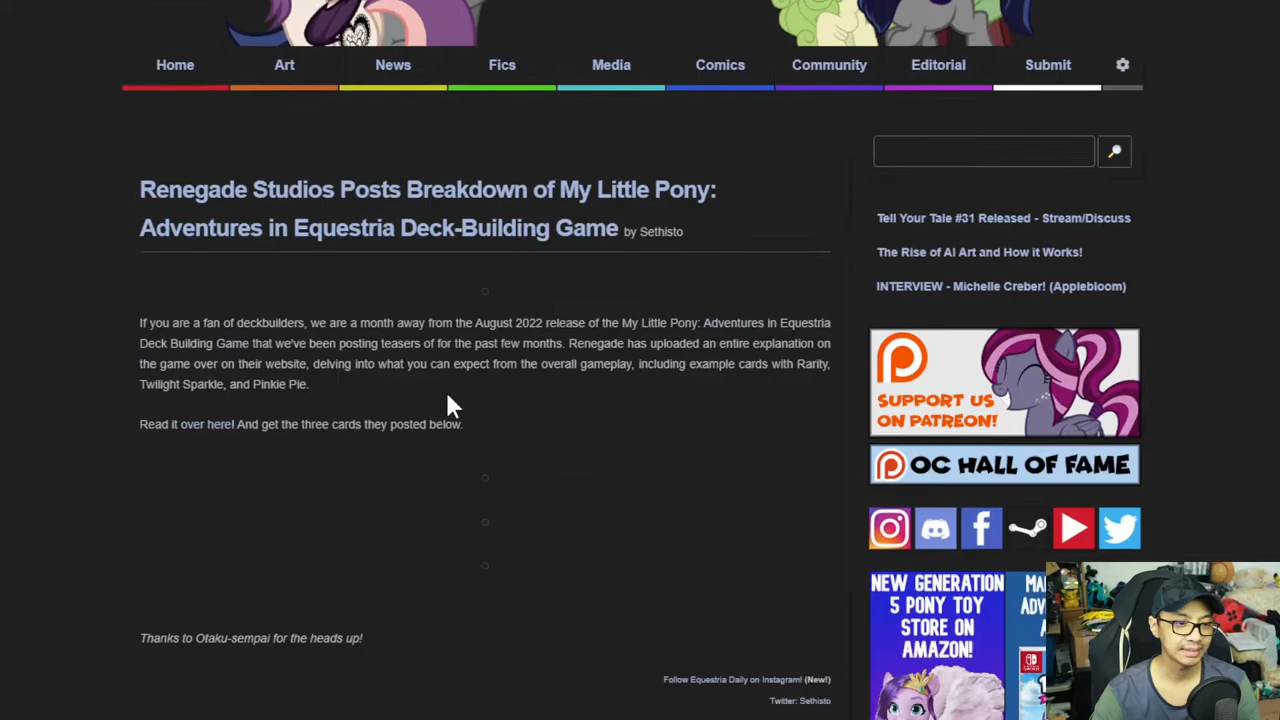 Home Art News Fics Media Comics Community Editorial Submit
Renegade Studios Posts Breakdown of My Little Pony:
Adventures in Equestria Deck-Building Game by Sethisto
If you are a fan of deckbuilders, we are a month away from the August 2022 release of the My Little Pony: Adventures in Equestria
Deck Building Game that we've been posting teasers of for the past few months. Renegade has uploaded an entire explanation on
the game over on their website, delving into what you can expect from the overall gameplay, including example cards with Rarity,
Twilight Sparkle, and Pinkie Pie.
Read it over here! And get the three cards they posted below.
Thanks to Otaku-sempai for the heads up!
Follow Equestria Daily on Instagram! (New!)
Twitter: Sethisto
Tell Your Tale #31 Released - Stream/Discuss
The Rise of AI Art and How it Works!
INTERVIEW - Michelle Creber! (Applebloom)
SUPPORT US
ON PATREON!
OC HALL OF FAME
NEW GENERATION
5 PONY TOY
STORE ON
AMAZON!